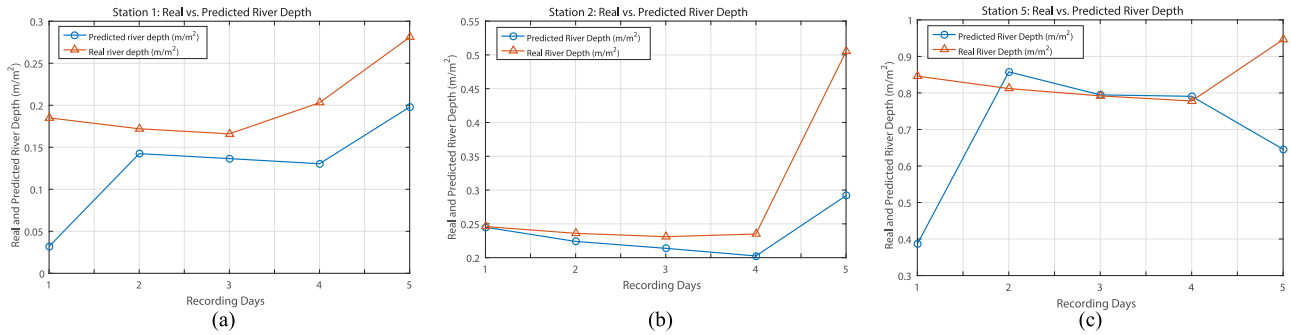 Station 1: Real vs. Predicted River Depth
Real and Predicted River Depth (m/m²)
0.3
0.25
0.2
0.15
0.1
0.05
0
Predicted river depth (m/m²)
Real river depth (m/m²)
1
2
3
4
5
Recording Days
(a)
Station 2: Real vs. Predicted River Depth
Real and Predicted River Depth (m/m²)
0.55
0.5
0.45
0.4
0.35
0.3
0.25
0.2
Predicted River Depth (m/m²)
Real River Depth (m/m²)
1
2
3
4
5
Recording Days
(b)
Station 5: Real vs. Predicted River Depth
Real and Predicted River Depth (m/m²)
1
0.9
0.8
0.7
0.6
0.5
0.4
0.3
Predicted River Depth (m/m²)
Real River Depth (m/m²)
1
2
3
4
5
Recording Days
(c)